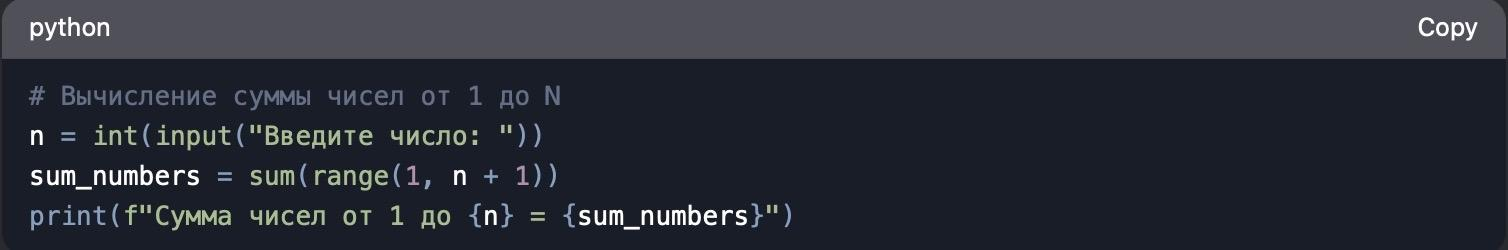 python
Copy
# Вычисление суммы чисел от 1 до N
n = int(input("Введите число: "))
sum_numbers = sum(range(1, n + 1))
print(f"Сумма чисел от 1 до {n} = {sum_numbers}")